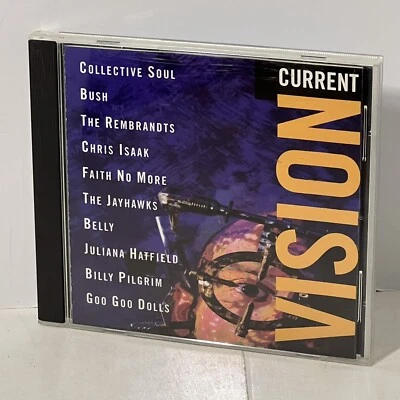 Collective Soul
Bush
The Rembrandts
Chris Isaak
Faith No More
The Jayhawks
Belly
Juliana Hatfield
Billy Pilgrim
Goo Goo Dolls
CURRENT
VISION